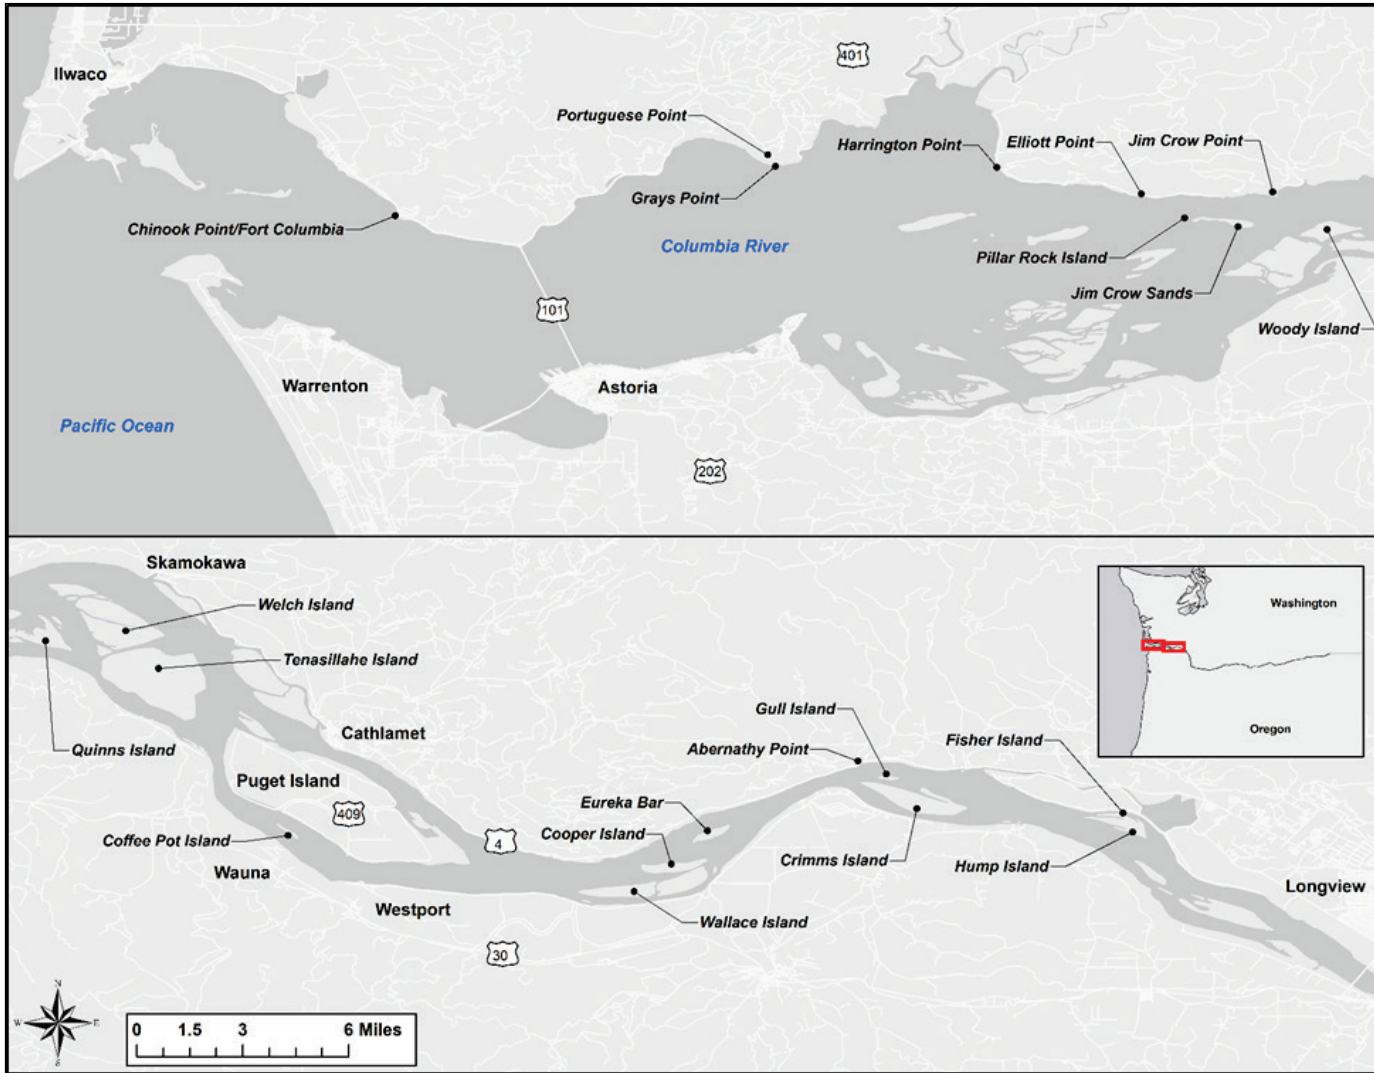 Ilwaco
401
Portuguese Point
Harrington Point
Elliott Point
Jim Crow Point
Grays Point
Chinook Point/Fort Columbia
Columbia River
Pillar Rock Island
Jim Crow Sands
101
Woody Island
Warrenton
Astoria
Pacific Ocean
202
Skamokawa
Welch Island
Tenasillahe Island
Washington
Oregon
Gull Island
Cathlamet
Fisher Island
Quinns Island
Abernathy Point
Puget Island
409
Eureka Bar
Coffee Pot Island
Cooper Island
4
Crimms Island
Hump Island
Wauna
Longview
Westport
Wallace Island
30
N
W
E
S
0 1.5 3 6 Miles